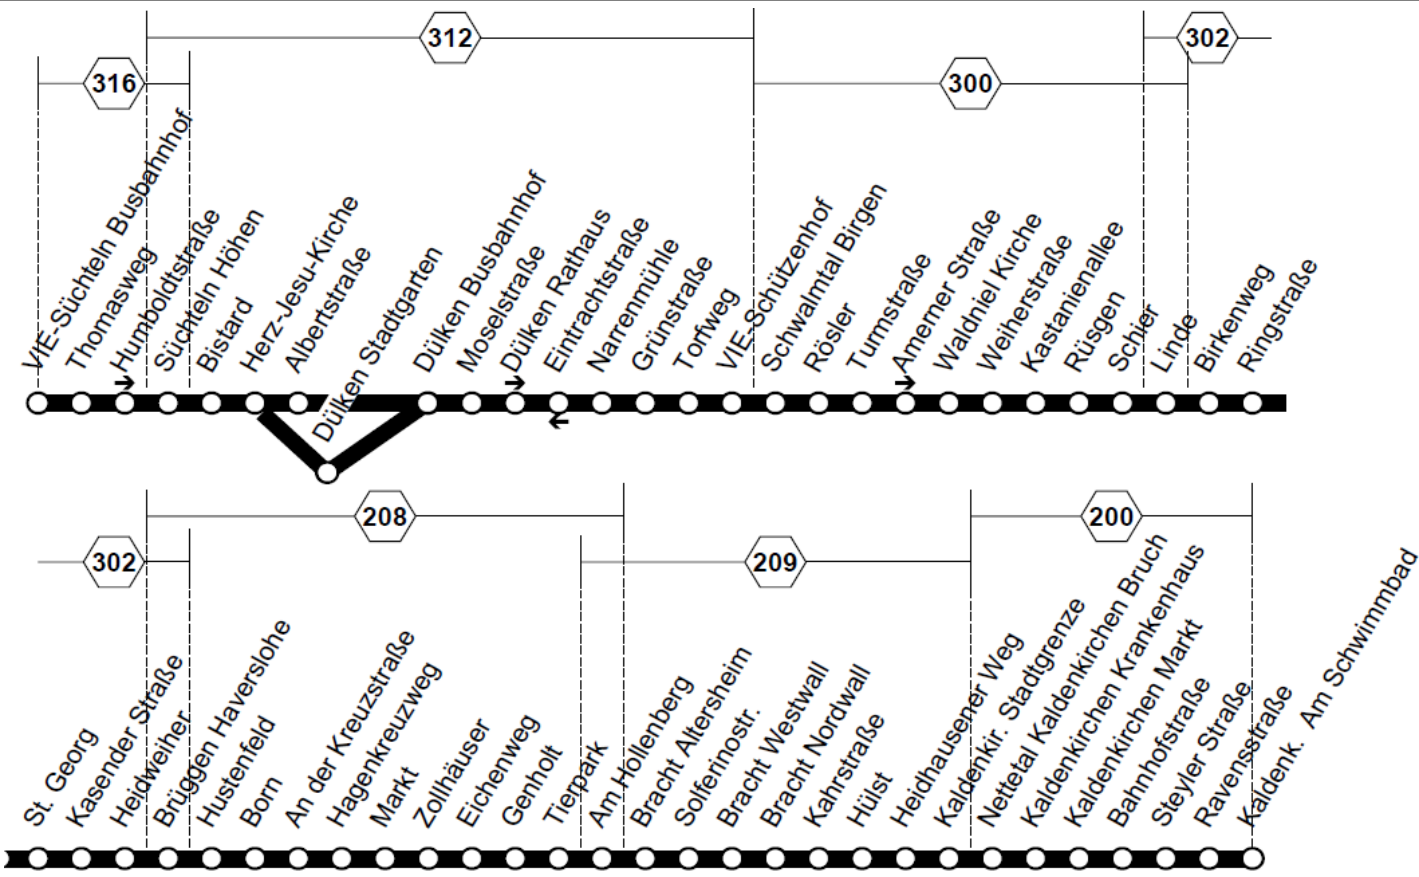 312
302
316
300
VIE-Süchteln Busbahnhof
Thomasweg
Humboldtstraße
Süchteln Höhen
Bistard
Herz-Jesu-Kirche
Albertstraße
Dülken Stadtgarten
Dülken Busbahnhof
Moselstraße
Dülken Rathaus
Eintrachtstraße
Narrenmühle
Grünstraße
Torfweg
VIE-Schützenhof
Schwalmtal Birgen
Rösler
Turmstraße
Amerner Straße
Waldniel Kirche
Weiherstraße
Kastanienallee
Rüsgen
Schier
Linde
Birkenweg
Ringstraße
208
200
302
209
St. Georg
Kasender Straße
Heidweiher
Brüggen Haverslohe
Hustenfeld
Born
An der Kreuzstraße
Hagenkreuzweg
Markt
Zollhäuser
Eichenweg
Genholt
Tierpark
Am Hollenberg
Bracht Altersheim
Solferinostr.
Bracht Westwall
Bracht Nordwall
Kahrstraße
Hülst
Heidhausener Weg
Kaldenkir. Stadtgrenze
Nettetal Kaldenkirchen Bruch
Kaldenkirchen Krankenhaus
Kaldenkirchen Markt
Bahnhofstraße
Steyler Straße
Ravensstraße
Kaldenk. Am Schwimmbad